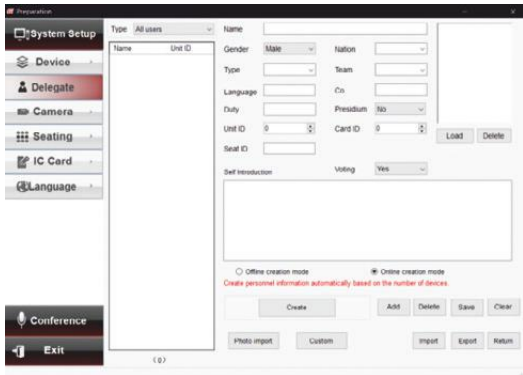 Preparation
System Setup
Device
Delegate
Camera
Seating
IC Card
Language
Conference
Exit
Type All users
Name Unit ID
(0)
Name
Gender Male Nation
Type Team
Language Co.
Duty Presidium No
Unit ID 0 Card ID 0
Load Delete
Seat ID
Self Introduction Voting Yes
Offline creation mode Online creation mode
Create personnel information automatically based on the number of devices.
Create Add Delete Save Clear
Photo import Custom Import Export Return